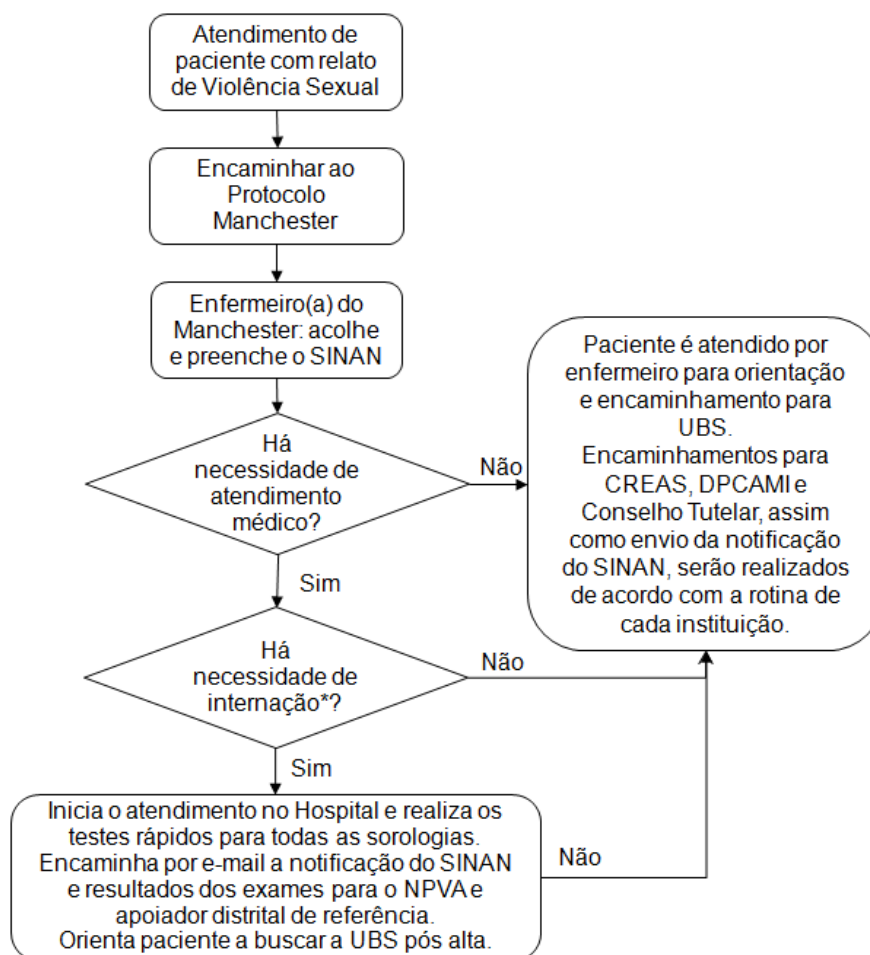 Atendimento de
paciente com relato
de Violência Sexual
Encaminhar ao
Protocolo
Manchester
Enfermeiro(a) do
Manchester: acolhe
e preenche o SINAN
Há
necessidade de
atendimento
médico?
Não
Paciente é atendido por
enfermeiro para orientação
e encaminhamento para
UBS.
Encaminhamentos para
CREAS, DPCAMI e
Conselho Tutelar, assim
como envio da notificação
do SINAN, serão realizados
de acordo com a rotina de
cada instituição.
Sim
Há
necessidade de
internação*?
Não
Sim
Inicia o atendimento no Hospital e realiza os
testes rápidos para todas as sorologias.
Encaminha por e-mail a notificação do SINAN
e resultados dos exames para o NPVA e
apoiador distrital de referência.
Orienta paciente a buscar a UBS pós alta.
Não